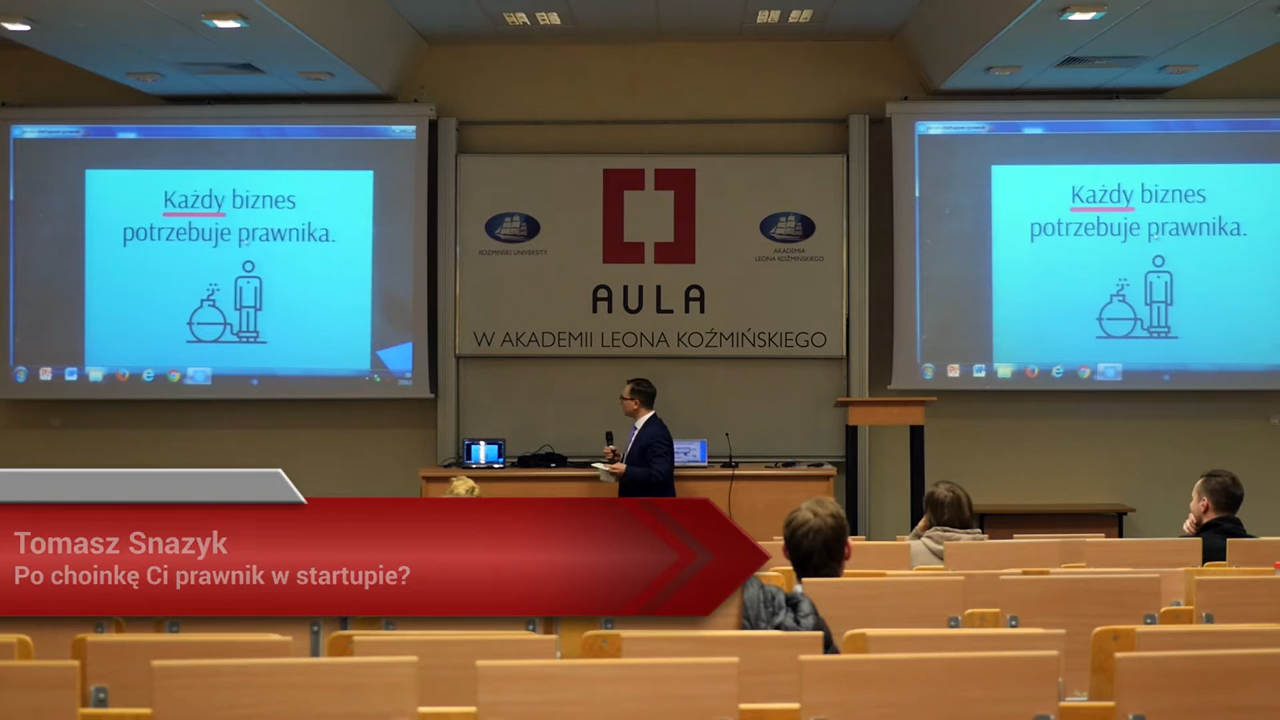 Każdy biznes
potrzebuje prawnika.
KOZMINSKI UNIVERSITY
AKADEMIA
LEONA KOŹMIŃSKIEGO
AULA
W AKADEMII LEONA KOŹMIŃSKIEGO
Każdy biznes
potrzebuje prawnika.
Tomasz Snazyk
Po choinkę Ci prawnik w startupie?